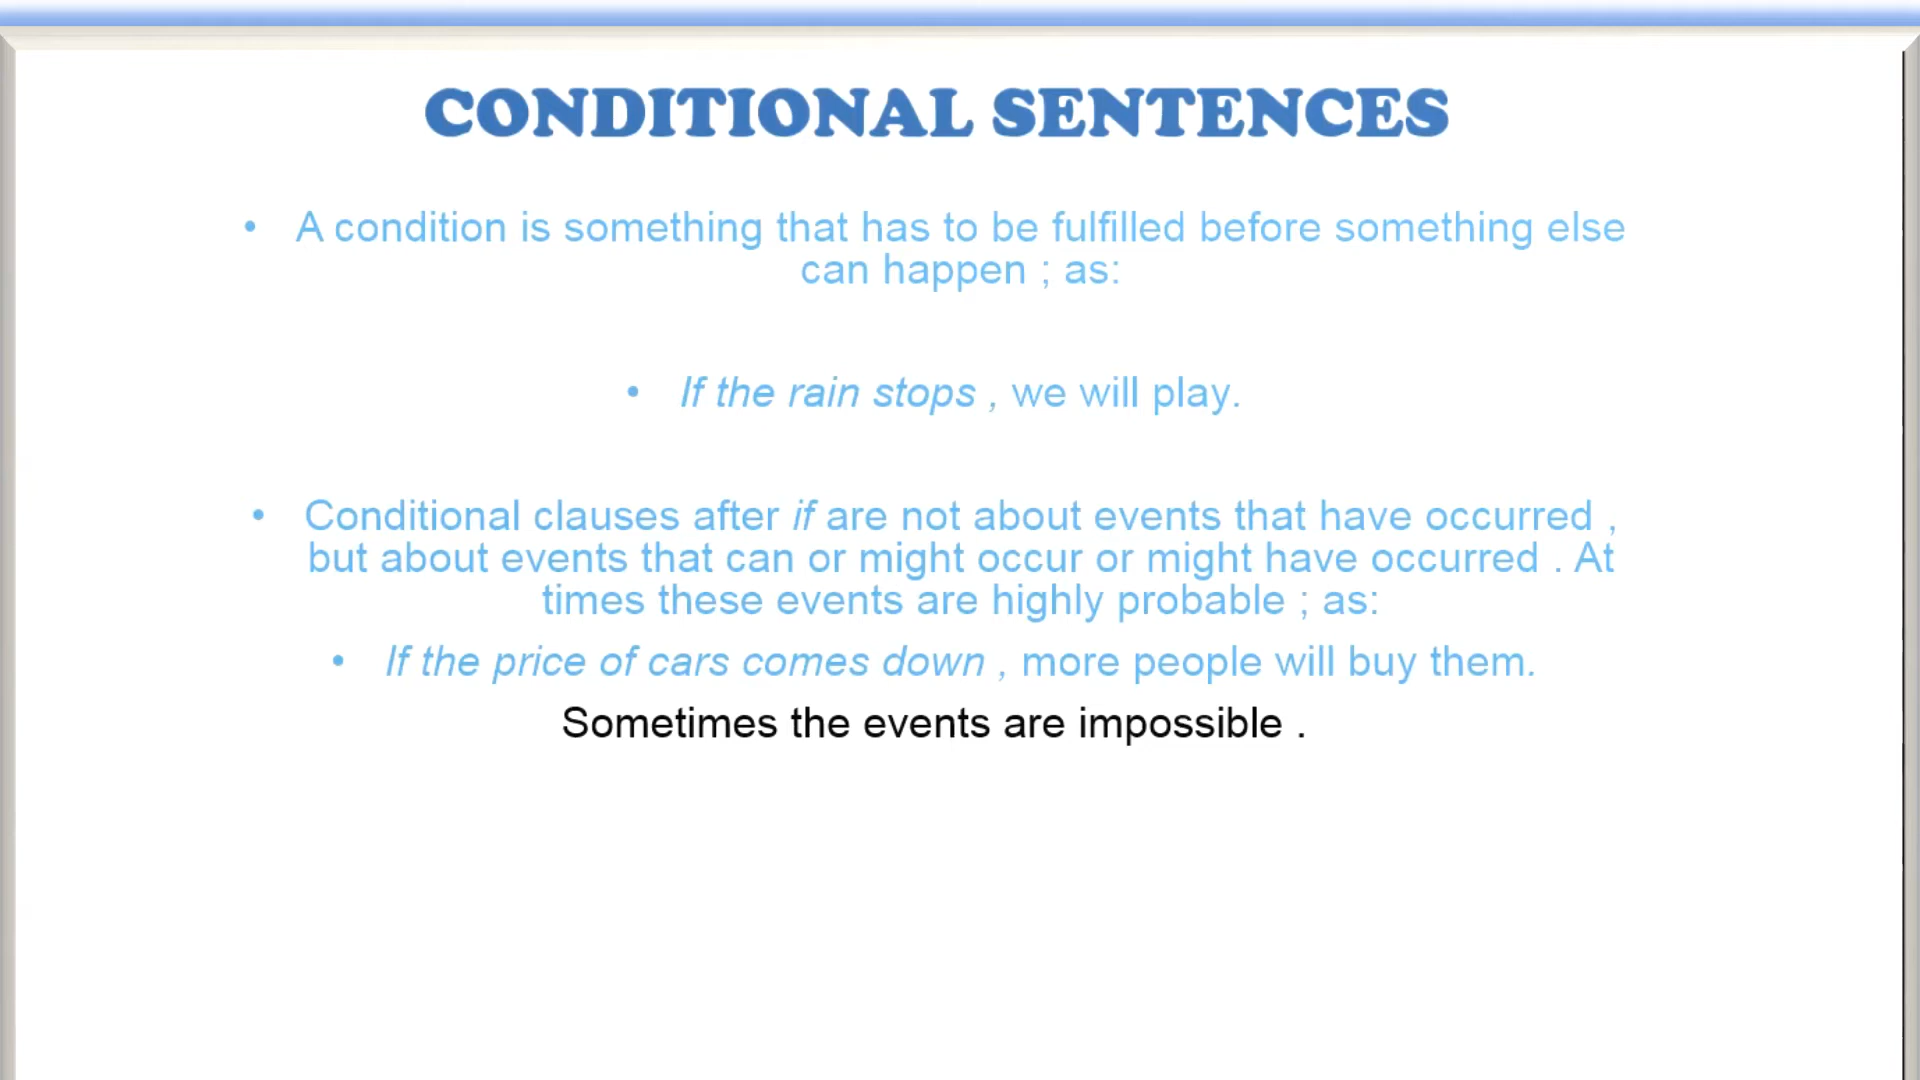 CONDITIONAL SENTENCES
• A condition is something that has to be fulfilled before something else
can happen ; as:
• If the rain stops , we will play.
• Conditional clauses after if are not about events that have occurred ,
but about events that can or might occur or might have occurred . At
times these events are highly probable ; as:
• If the price of cars comes down , more people will buy them.
Sometimes the events are impossible .